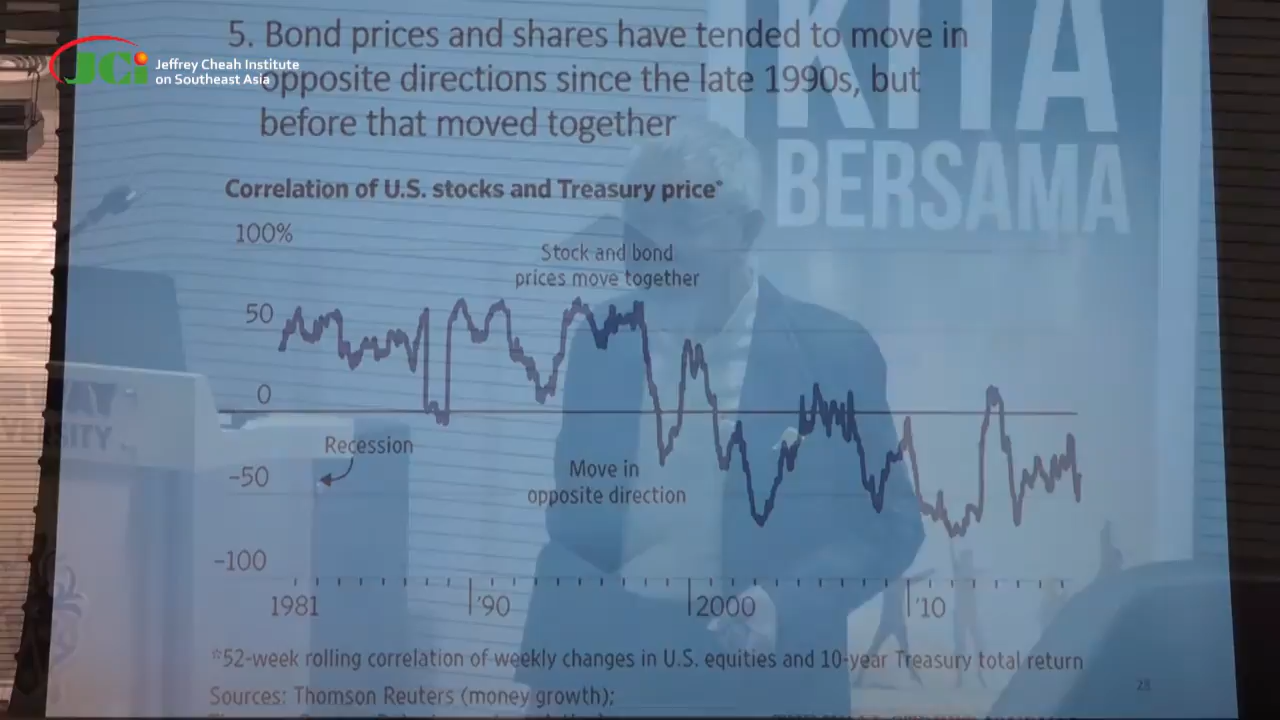 5. Bond prices and shares have tended to move in
opposite directions since the late 1990s, but
before that moved together
JCi
Jeffrey Cheah Institute
on Southeast Asia
KITA
BERSAMA
Correlation of U.S. stocks and Treasury price*
100%
Stock and bond
prices move together
50
0
Recession
-50
Move in
opposite direction
-100
1981
'90
2000
'10
*52-week rolling correlation of weekly changes in U.S. equities and 10-year Treasury total return
Sources: Thomson Reuters (money growth);
28